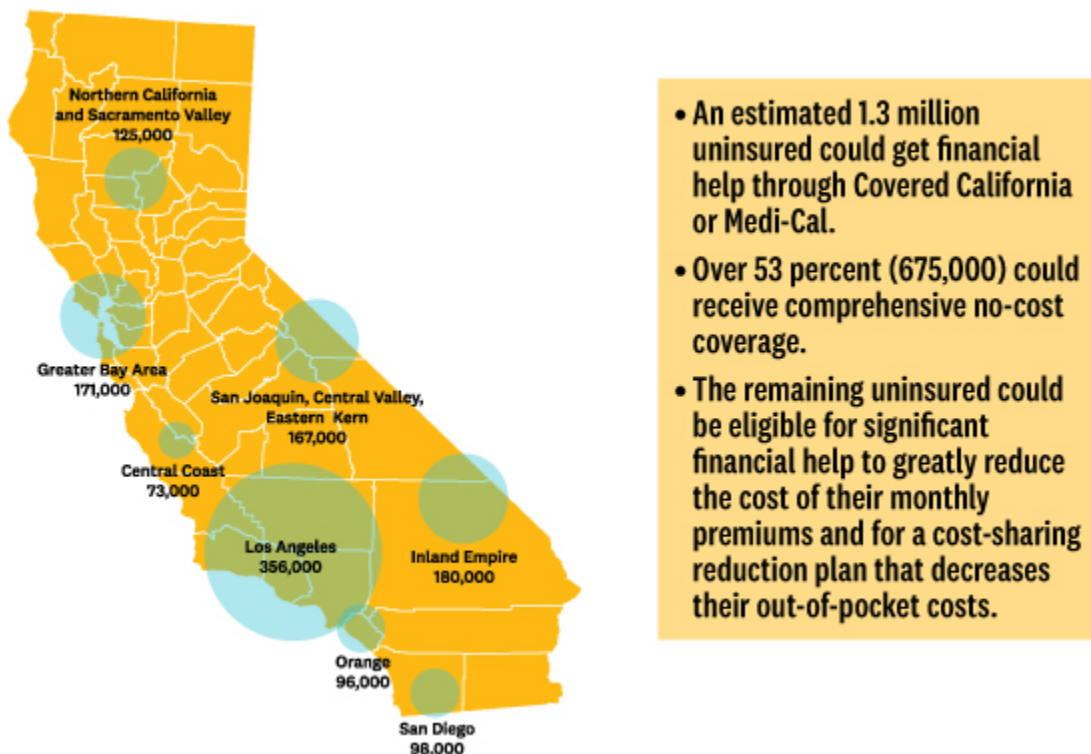 Northern California
and Sacramento Valley
125,000
Greater Bay Area
171,000
San Joaquin, Central Valley,
Eastern Kern
167,000
Central Coast
73,000
Los Angeles
356,000
Inland Empire
180,000
Orange
96,000
San Diego
98,000
• An estimated 1.3 million
uninsured could get financial
help through Covered California
or Medi-Cal.
• Over 53 percent (675,000) could
receive comprehensive no-cost
coverage.
• The remaining uninsured could
be eligible for significant
financial help to greatly reduce
the cost of their monthly
premiums and for a cost-sharing
reduction plan that decreases
their out-of-pocket costs.